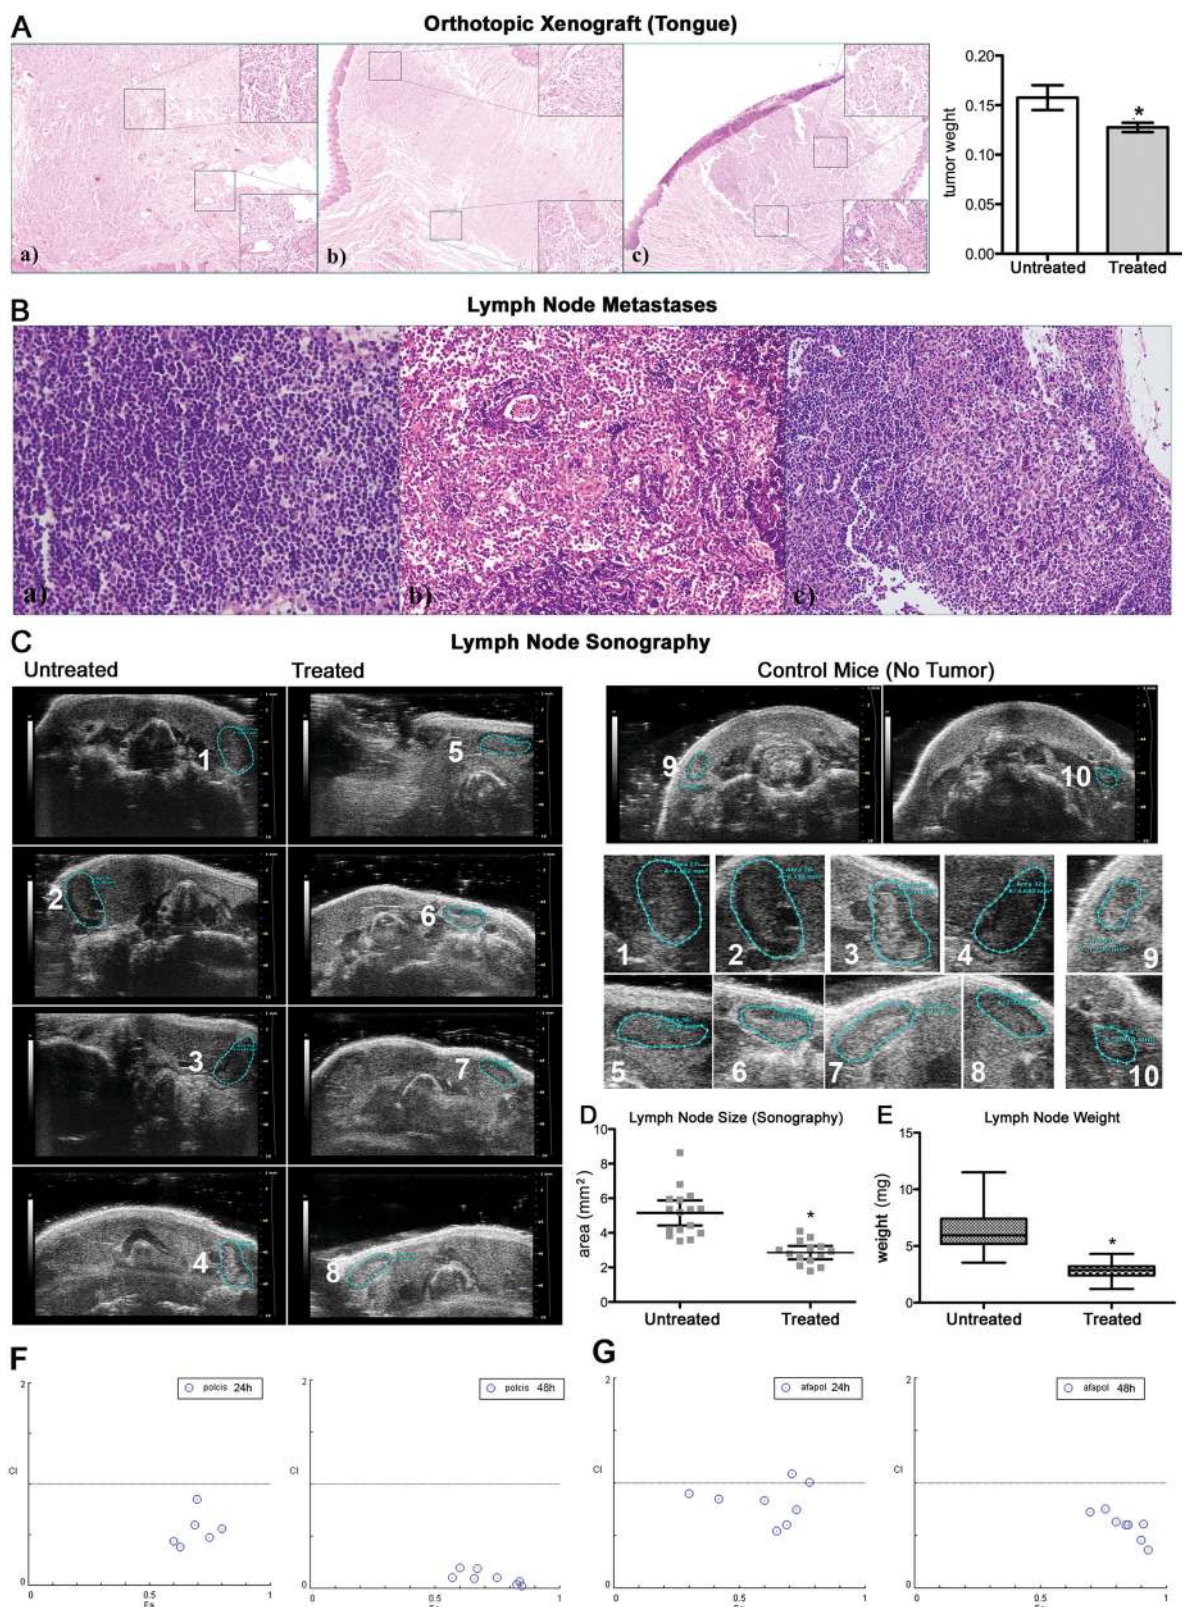 A
Orthotopic Xenograft (Tongue)
a)
b)
c)
tumor weght
0.20
0.15
0.10
0.05
0.00
*
Untreated
Treated
B
Lymph Node Metastases
a)
b)
c)
C
Lymph Node Sonography
Untreated
Treated
Control Mice (No Tumor)
1
5
2
6
3
7
4
8
9
10
1
2
3
4
9
5
6
7
8
10
D
Lymph Node Size (Sonography)
area (mm²)
10
8
6
4
2
0
*
Untreated
Treated
E
Lymph Node Weight
weight (mg)
15
10
5
0
*
Untreated
Treated
F
2
polcis 24h
CI
0
0.5
1
Fa
2
polcis 48h
CI
0
0
0.5
1
G
2
afapol 24h
CI
0
0
0.5
1
2
afapol 48h
CI
0
0
0.5
1